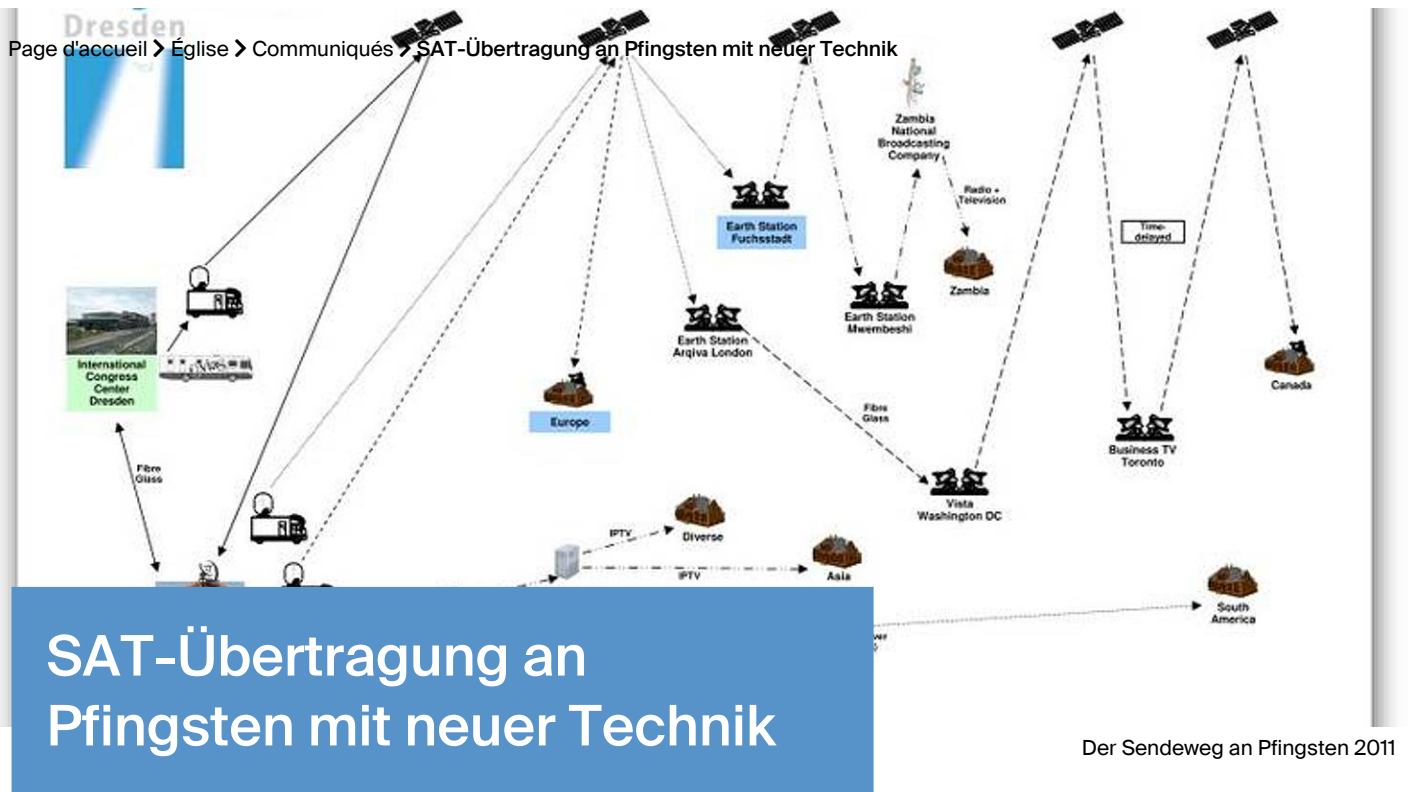 Dresden
Page d'accueil > Église > Communiqués > SAT-Übertragung an Pfingsten mit neuer Technik
Zambia
National
Broadcasting
Company
Radio +
Television
Earth Station
Fuchsstadt
Time-
delayed
Zambia
Earth Station
Mwembeshi
Earth Station
Arqiva London
International
Congress
Center
Dresden
Canada
Europe
Fibre
Glass
Business TV
Toronto
Fibre
Glass
Vista
Washington DC
IPTV
Diverse
IPTV
Asia
South
America
SAT-Übertragung an
Pfingsten mit neuer Technik
Der Sendeweg an Pfingsten 2011